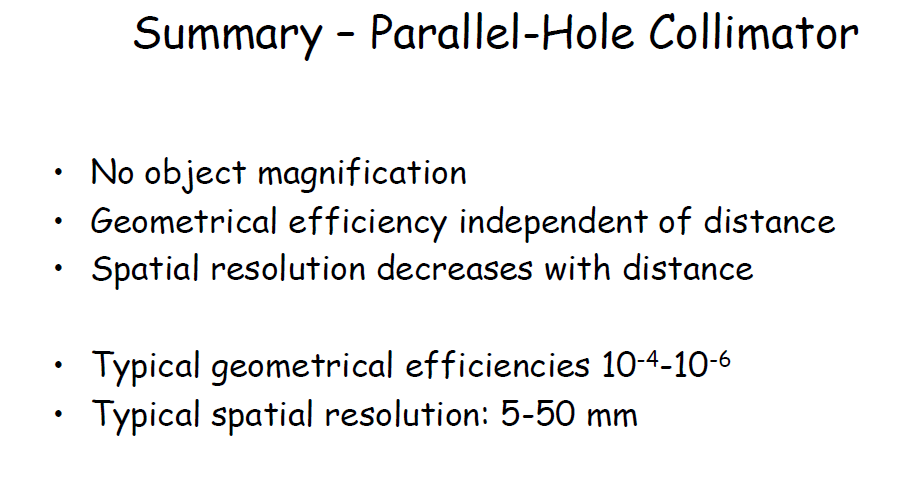 Summary – Parallel-Hole Collimator
• No object magnification
• Geometrical efficiency independent of distance
• Spatial resolution decreases with distance
• Typical geometrical efficiencies 10⁻⁴-10⁻⁶
• Typical spatial resolution: 5-50 mm